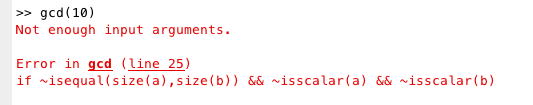 >> gcd(10)
Not enough input arguments.
Error in gcd (line 25)
if ~isequal(size(a),size(b)) && ~isscalar(a) && ~isscalar(b)